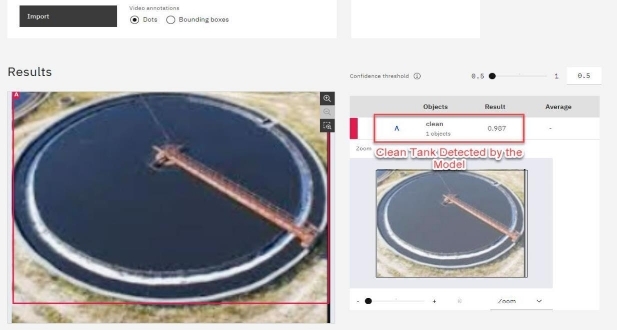 Video annotations
Import
Dots
Bounding boxes
Results
Confidence threshold
0.5
1
0.5
Objects
Result
Average
A
A
clean
1 objects
0.987
-
Zoom
Clean Tank Detected by the
Model
-
+
Zoom